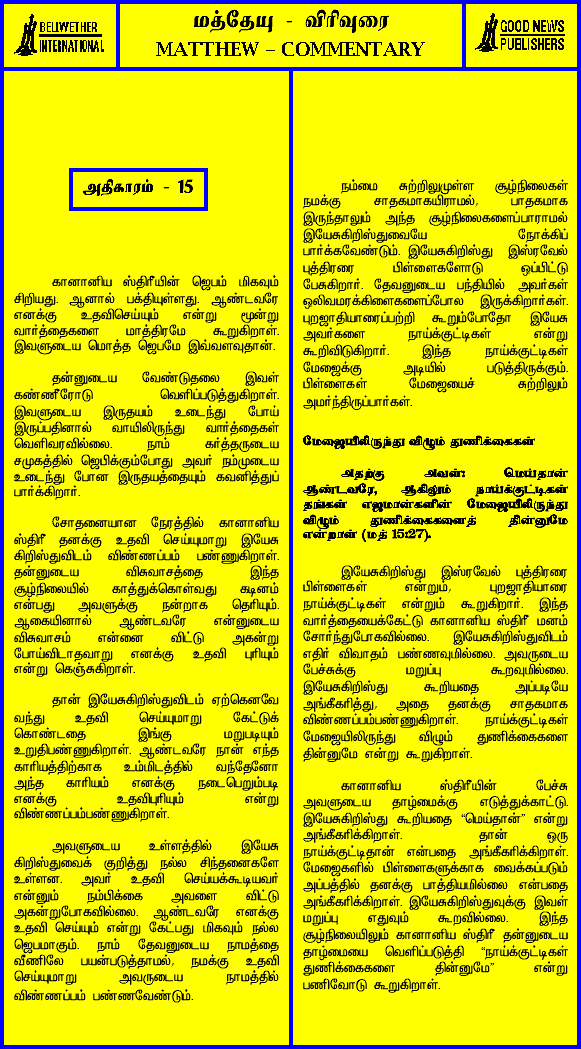 BELLWETHER
INTERNATIONAL
மத்தேயு - விரிவுரை
MATTHEW – COMMENTARY
GOOD NEWS
PUBLISHERS
அதிகாரம் - 15
கானானிய ஸ்திரீயின் ஜெபம் மிகவும்
சிறியது. ஆனால் பக்தியுள்ளது. ஆண்டவரே
எனக்கு உதவிசெய்யும் என்று மூன்று
வார்த்தைகளை மாத்திரமே கூறுகிறாள்.
இவளுடைய மொத்த ஜெபமே இவ்வளவுதான்.
தன்னுடைய வேண்டுதலை இவள்
கண்ணீரோடு வெளிப்படுத்துகிறாள்.
இவளுடைய இருதயம் உடைந்து போய்
இருப்பதினால் வாயிலிருந்து வார்த்தைகள்
வெளிவரவில்லை. நாம் கர்த்தருடைய
சமுகத்தில் ஜெபிக்கும்போது அவர் நம்முடைய
உடைந்து போன இருதயத்தையும் கவனித்துப்
பார்க்கிறார்.
சோதனையான நேரத்தில் கானானிய
ஸ்திரீ தனக்கு உதவி செய்யுமாறு இயேசு
கிறிஸ்துவிடம் விண்ணப்பம் பண்ணுகிறாள்.
தன்னுடைய விசுவாசத்தை இந்த
சூழ்நிலையில் காத்துக்கொள்வது கடினம்
என்பது அவளுக்கு நன்றாக தெரியும்.
ஆகையினால் ஆண்டவரே என்னுடைய
விசுவாசம் என்னை விட்டு அகன்று
போய்விடாதவாறு எனக்கு உதவி புரியும்
என்று கெஞ்சுகிறாள்.
தான் இயேசுகிறிஸ்துவிடம் ஏற்கெனவே
வந்து உதவி செய்யுமாறு கேட்டுக்
கொண்டதை இங்கு மறுபடியும்
உறுதிபண்ணுகிறாள். ஆண்டவரே நான் எந்த
காரியத்திற்காக உம்மிடத்தில் வந்தேனோ
அந்த காரியம் எனக்கு நடைபெறும்படி
எனக்கு உதவிபுரியும் என்று
விண்ணப்பம்பண்ணுகிறாள்.
அவளுடைய உள்ளத்தில் இயேசு
கிறிஸ்துவைக் குறித்து நல்ல சிந்தனைகளே
உள்ளன. அவர் உதவி செய்யக்கூடியவர்
என்னும் நம்பிக்கை அவளை விட்டு
அகன்றுபோகவில்லை. ஆண்டவரே எனக்கு
உதவி செய்யும் என்று கேட்பது மிகவும் நல்ல
ஜெபமாகும். நாம் தேவனுடைய நாமத்தை
வீணிலே பயன்படுத்தாமல், நமக்கு உதவி
செய்யுமாறு அவருடைய நாமத்தில்
விண்ணப்பம் பண்ணவேண்டும்.
நம்மை சுற்றிலுமுள்ள சூழ்நிலைகள்
நமக்கு சாதகமாகயிராமல், பாதகமாக
இருந்தாலும் அந்த சூழ்நிலைகளைப்பாராமல்
இயேசுகிறிஸ்துவையே நோக்கிப்
பார்க்கவேண்டும். இயேசுகிறிஸ்து இஸ்ரவேல்
புத்திரரை பிள்ளைகளோடு ஒப்பிட்டு
பேசுகிறார். தேவனுடைய பந்தியில் அவர்கள்
ஒலிவமரக்கிளைகளைப்போல இருக்கிறார்கள்.
புறஜாதியாரைப்பற்றி கூறும்போதோ இயேசு
அவர்களை நாய்க்குட்டிகள் என்று
கூறிவிடுகிறார். இந்த நாய்க்குட்டிகள்
மேஜைக்கு அடியில் படுத்திருக்கும்.
பிள்ளைகள் மேஜையைச் சுற்றிலும்
அமர்ந்திருப்பார்கள்.
மேஜையிலிருந்து விழும் துணிக்கைகள்
அதற்கு அவள்: மெய்தான்
ஆண்டவரே, ஆகிலும் நாய்க்குட்டிகள்
தங்கள் எஜமான்களின் மேஜையிலிருந்து
விழும் துணிக்கைகளைத் தின்னுமே
என்றாள் (மத் 15:27).
இயேசுகிறிஸ்து இஸ்ரவேல் புத்திரரை
பிள்ளைகள் என்றும், புறஜாதியாரை
நாய்க்குட்டிகள் என்றும் கூறுகிறார். இந்த
வார்த்தையைக்கேட்டு கானானிய ஸ்திரீ மனம்
சோர்ந்துபோகவில்லை. இயேசுகிறிஸ்துவிடம்
எதிர் விவாதம் பண்ணவுமில்லை. அவருடைய
பேச்சுக்கு மறுப்பு கூறவுமில்லை.
இயேசுகிறிஸ்து கூறியதை அப்படியே
அங்கீகரித்து, அதை தனக்கு சாதகமாக
விண்ணப்பம்பண்ணுகிறாள். நாய்க்குட்டிகள்
மேஜையிலிருந்து விழும் துணிக்கைகளை
தின்னுமே என்று கூறுகிறாள்.
கானானிய ஸ்திரீயின் பேச்சு
அவளுடைய தாழ்மைக்கு எடுத்துக்காட்டு.
இயேசுகிறிஸ்து கூறியதை “மெய்தான்” என்று
அங்கீகரிக்கிறாள். தான் ஒரு
நாய்க்குட்டிதான் என்பதை அங்கீகரிக்கிறாள்.
மேஜைகளில் பிள்ளைகளுக்காக வைக்கப்படும்
அப்பத்தில் தனக்கு பாத்தியமில்லை என்பதை
அங்கீகரிக்கிறாள். இயேசுகிறிஸ்துவுக்கு இவள்
மறுப்பு எதுவும் கூறவில்லை. இந்த
சூழ்நிலையிலும் கானானிய ஸ்திரீ தன்னுடைய
தாழ்மையை வெளிப்படுத்தி “நாய்க்குட்டிகள்
துணிக்கைகளை தின்னுமே” என்று
பணிவோடு கூறுகிறாள்.